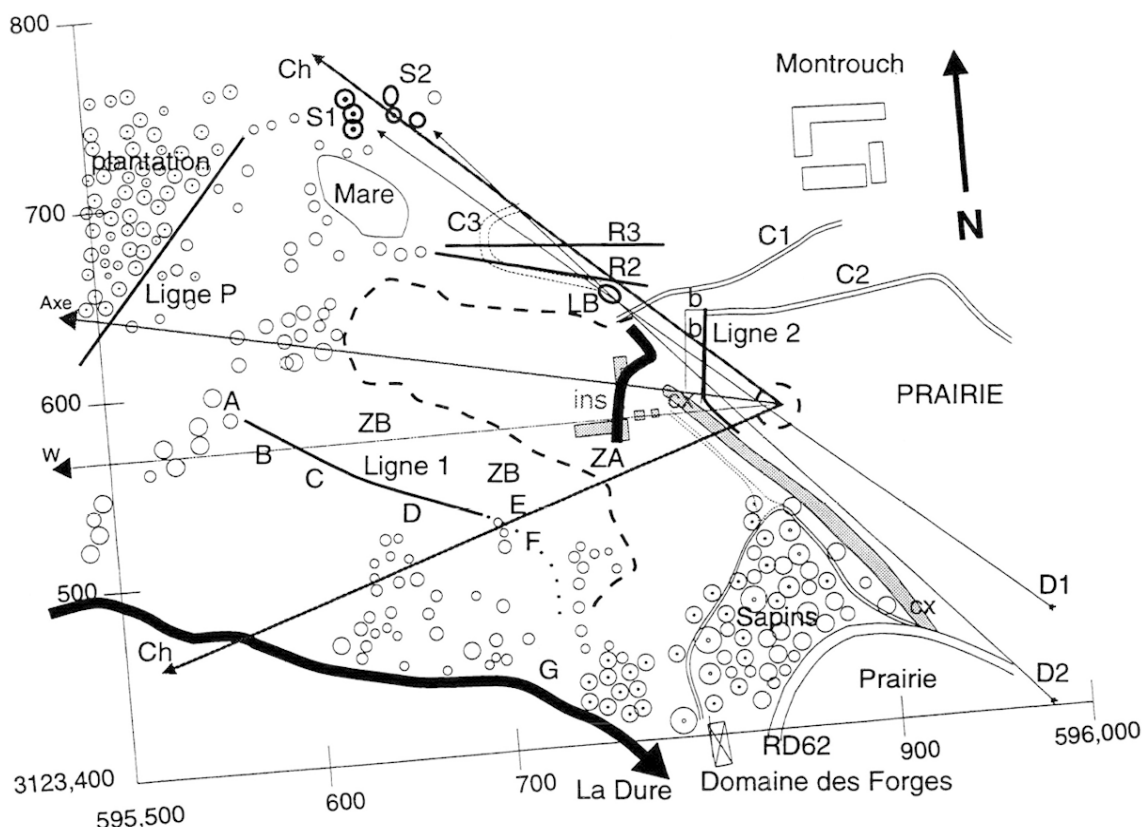 800
Ch
S2
Montrouch
S1
plantation
Mare
700
C3
R3
C1
N
R2
C2
Ligne P
LB
b
Axe
b
Ligne 2
ins
cx
PRAIRIE
600
A
ZB
W
B
Ligne 1
ZA
C
ZB
D
E
F
500
D1
Sapins
cx
Ch
G
D2
Prairie
RD62
900
596,000
3123,400
600
700
La Dure
Domaine des Forges
595,500